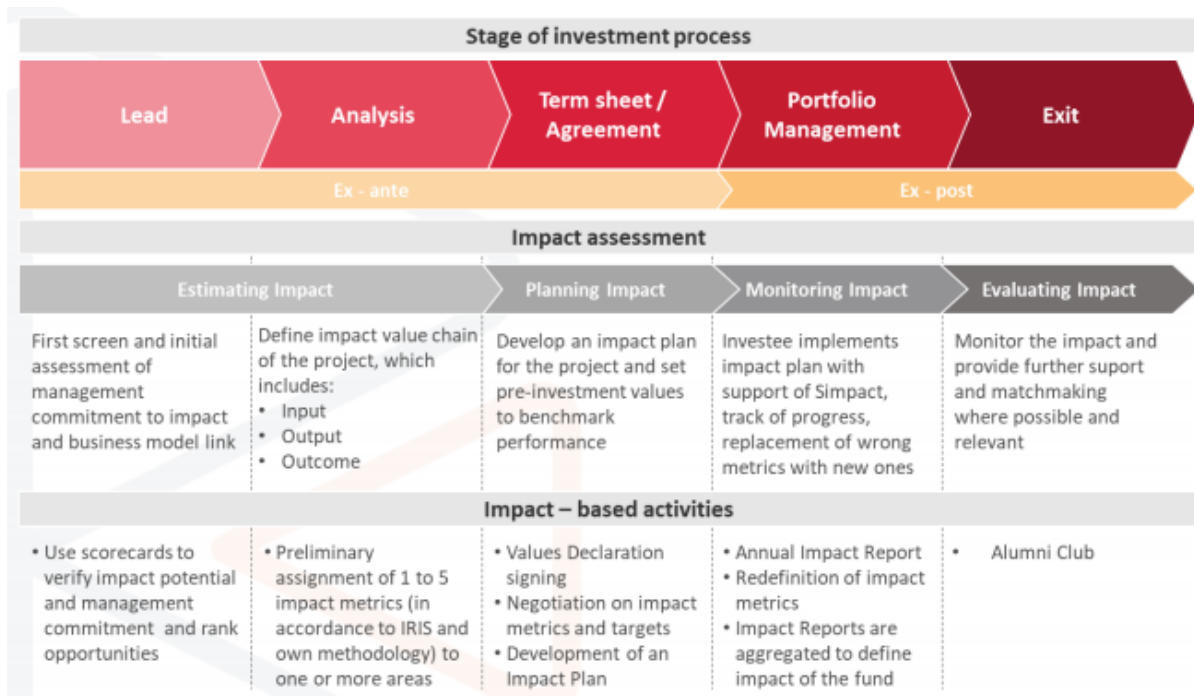 Stage of investment process
Lead
Analysis
Term sheet /
Agreement
Portfolio
Management
Exit
Ex - ante
Ex - post
Impact assessment
Estimating Impact
Planning Impact
Monitoring Impact
Evaluating Impact
First screen and initial
assessment of
management
commitment to impact
and business model link
Define impact value chain
of the project, which
includes:
• Input
• Output
• Outcome
Develop an impact plan
for the project and set
pre-investment values
to benchmark
performance
Investee implements
impact plan with
support of Simpact,
track of progress,
replacement of wrong
metrics with new ones
Monitor the impact and
provide further suport
and matchmaking
where possible and
relevant
Impact – based activities
• Use scorecards to
verify impact potential
and management
commitment and rank
opportunities
• Preliminary
assignment of 1 to 5
impact metrics (in
accordance to IRIS and
own methodology) to
one or more areas
• Values Declaration
signing
• Negotiation on impact
metrics and targets
• Development of an
Impact Plan
• Annual Impact Report
• Redefinition of impact
metrics
• Impact Reports are
aggregated to define
impact of the fund
• Alumni Club